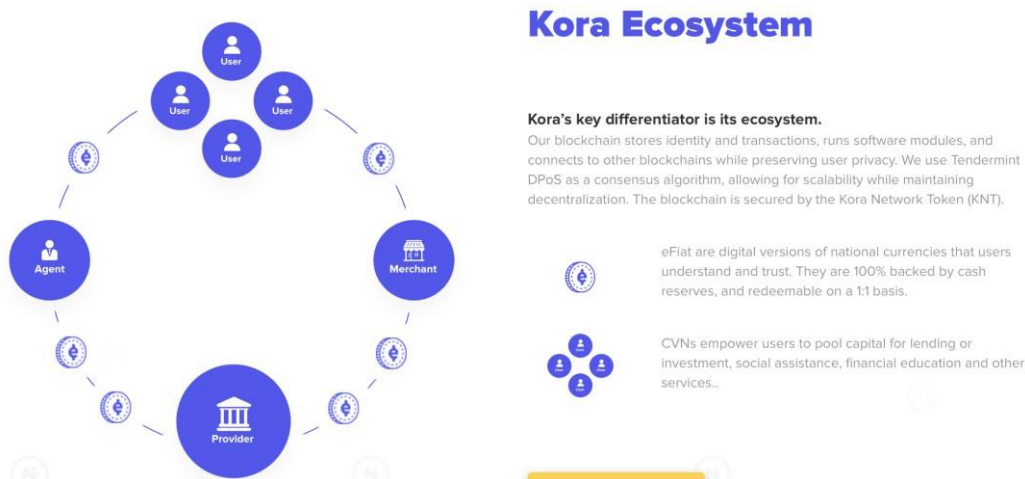 User
User
User
User
Agent
Merchant
Provider
Kora Ecosystem
Kora's key differentiator is its ecosystem.
Our blockchain stores identity and transactions, runs software modules, and
connects to other blockchains while preserving user privacy. We use Tendermint
DPoS as a consensus algorithm, allowing for scalability while maintaining
decentralization. The blockchain is secured by the Kora Network Token (KNT).
eFiat are digital versions of national currencies that users
understand and trust. They are 100% backed by cash
reserves, and redeemable on a 1:1 basis.
User
User
User
User
CVNs empower users to pool capital for lending or
investment, social assistance, financial education and other
services..